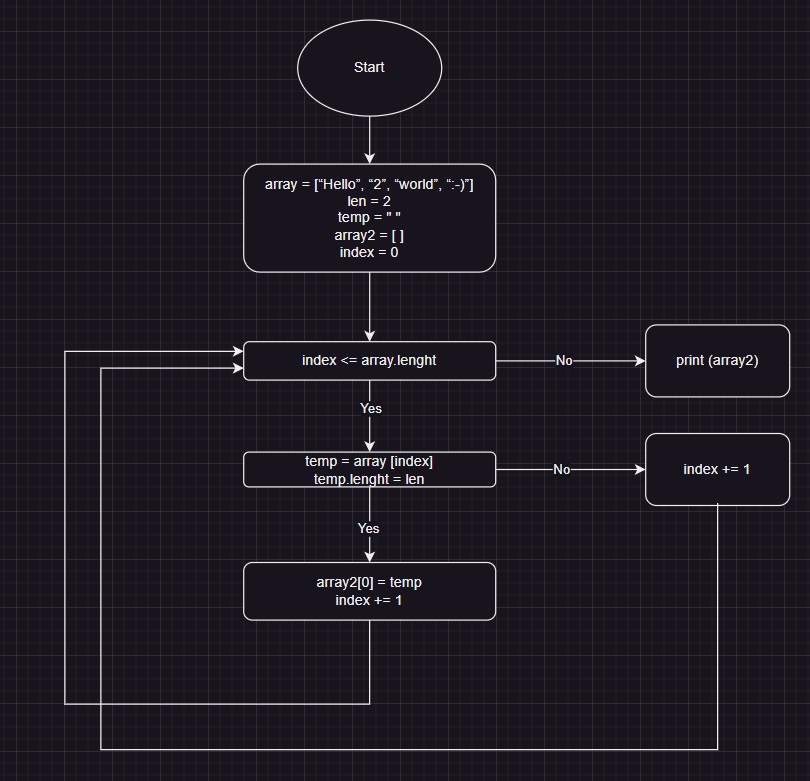 Start
array = [“Hello”, “2”, “world”, “:-)”]
len = 2
temp = " "
array2 = [ ]
index = 0
index <= array.lenght
No
print (array2)
Yes
temp = array [index]
temp.lenght = len
No
index += 1
Yes
array2[0] = temp
index += 1